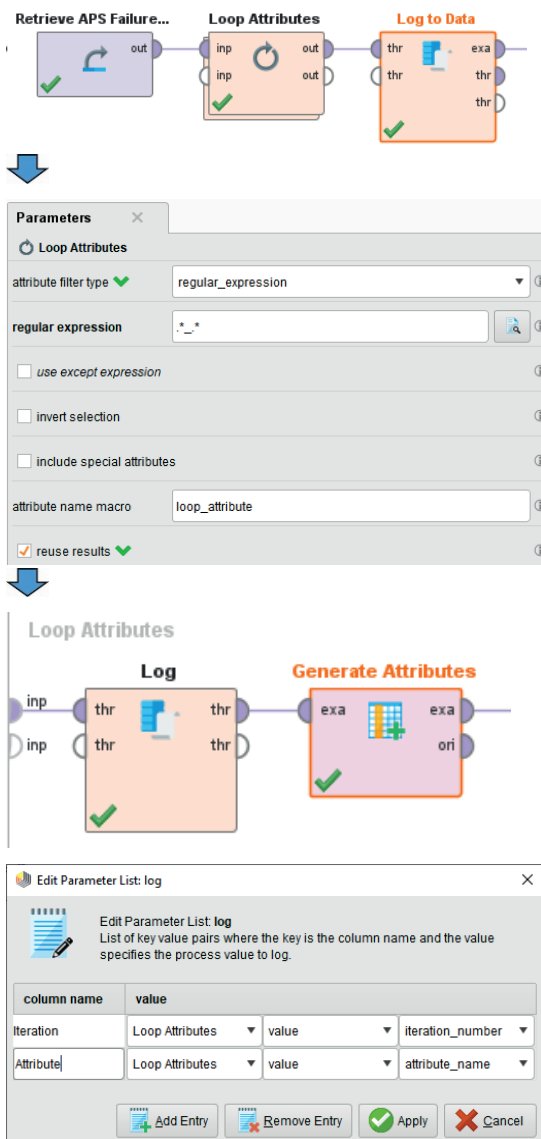 Retrieve APS Failure... Loop Attributes Log to Data
out inp out thr exa
inp out thr thr
thr
Parameters
Loop Attributes
attribute filter type regular_expression
regular expression .*_.*
use except expression
invert selection
include special attributes
attribute name macro loop_attribute
reuse results
Loop Attributes
Log Generate Attributes
inp thr thr exa exa
inp thr thr ori
Edit Parameter List: log
Edit Parameter List: log
List of key value pairs where the key is the column name and the value
specifies the process value to log.
column name value
Iteration Loop Attributes value iteration_number
Attribute Loop Attributes value attribute_name
Add Entry Remove Entry Apply Cancel